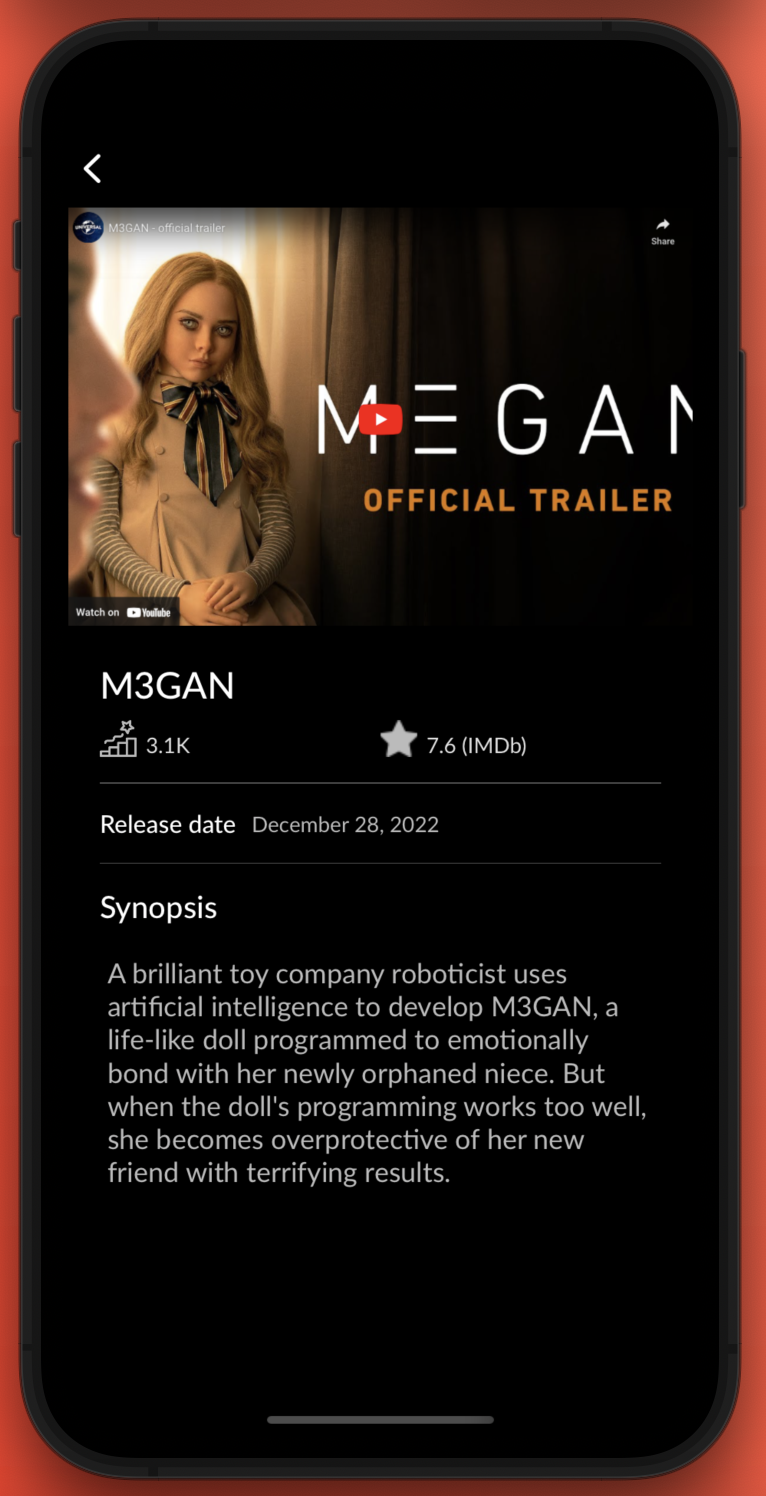 UNIVERSAL
M3GAN - official trailer
Share
M Ξ G A N
OFFICIAL TRAILER
Watch on YouTube
M3GAN
3.1K
7.6 (IMDb)
Release date December 28, 2022
Synopsis
A brilliant toy company roboticist uses
artificial intelligence to develop M3GAN, a
life-like doll programmed to emotionally
bond with her newly orphaned niece. But
when the doll's programming works too well,
she becomes overprotective of her new
friend with terrifying results.